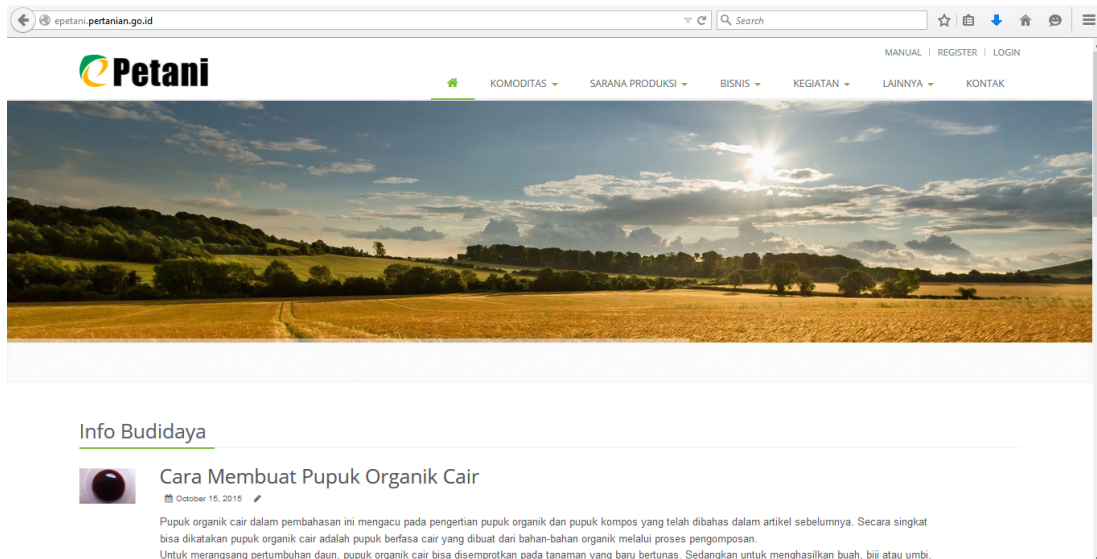 epetani.pertanian.go.id
Search
MANUAL | REGISTER | LOGIN
ePetani
KOMODITAS SARANA PRODUKSI BISNIS KEGIATAN LAINNYA KONTAK
Info Budidaya
Cara Membuat Pupuk Organik Cair
October 15, 2015
Pupuk organik cair dalam pembahasan ini mengacu pada pengertian pupuk organik dan pupuk kompos yang telah dibahas dalam artikel sebelumnya. Secara singkat
bisa dikatakan pupuk organik cair adalah pupuk berfasa cair yang dibuat dari bahan-bahan organik melalui proses pengomposan.
Untuk merangsang pertumbuhan daun, pupuk organik cair bisa disemprotkan pada tanaman yang baru bertunas. Sedangkan untuk menghasilkan buah, biji atau umbi,